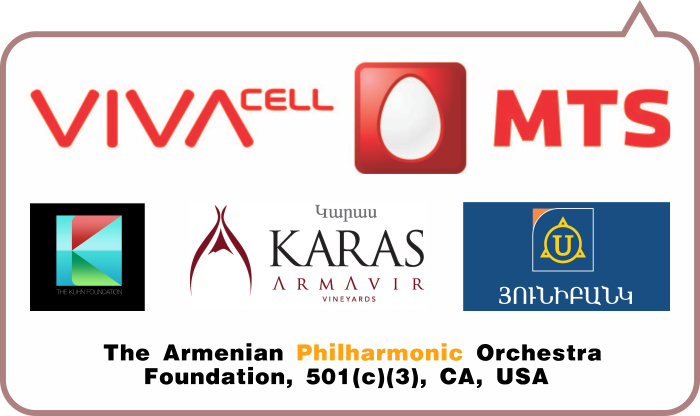 VIVACELL MTS
THE KUHN FOUNDATION
Կարաս
KARAS
ARMAVIR
VINEYARDS
U
ՅՈՒՆԻԲԱՆԿ
The Armenian Philharmonic Orchestra
Foundation, 501(c)(3), CA, USA